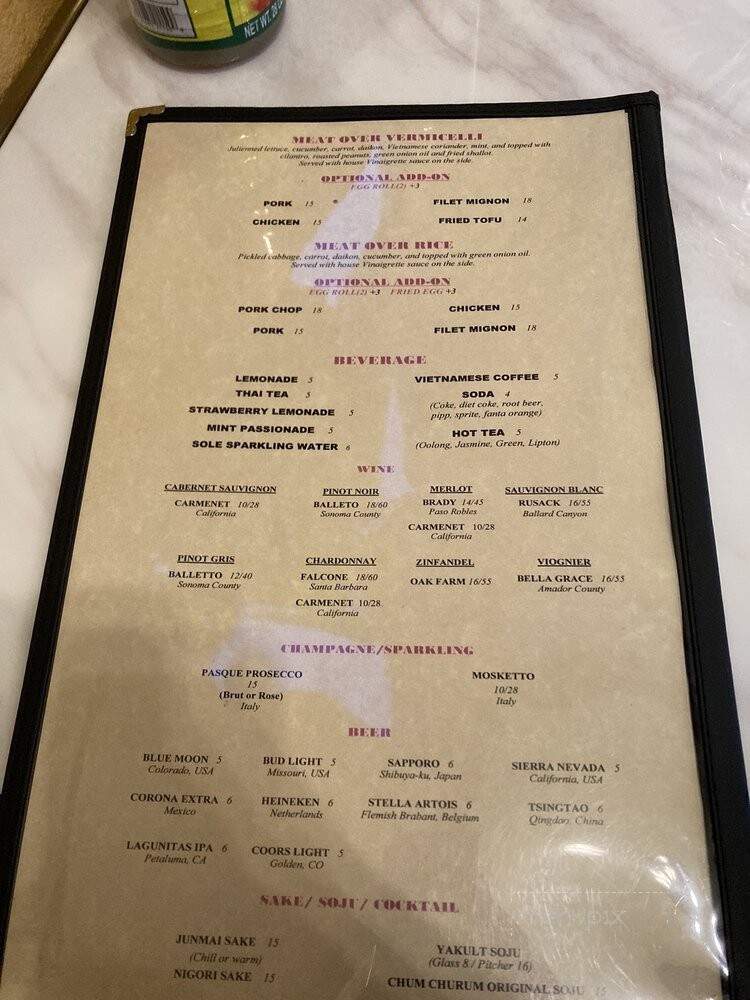 NET WT. 28
MEAT OVER VERMICELLI
Julienned lettuce, cucumber, carrot, daikon, Vietnamese coriander, mint, and topped with
cilantro, roasted peanuts, green onion oil and fried shallot.
Served with house Vinaigrette sauce on the side.
OPTIONAL ADD-ON
EGG ROLL(2) +3
PORK 15
FILET MIGNON 18
CHICKEN 15
FRIED TOFU 14
MEAT OVER RICE
Pickled cabbage, carrot, daikon, cucumber, and topped with green onion oil.
Served with house Vinaigrette sauce on the side.
OPTIONAL ADD-ON
EGG ROLL(2) +3 FRIED EGG +3
PORK CHOP 18
CHICKEN 15
PORK 15
FILET MIGNON 18
BEVERAGE
LEMONADE 5
VIETNAMESE COFFEE 5
THAI TEA 5
SODA 4
(Coke, diet coke, root beer,
pipp, sprite, fanta orange)
STRAWBERRY LEMONADE 5
MINT PASSIONADE 5
HOT TEA 5
(Oolong, Jasmine, Green, Lipton)
SOLE SPARKLING WATER 6
WINE
CABERNET SAUVIGNON
CARMENET 10/28
California
PINOT NOIR
BALLETO 18/60
Sonoma County
MERLOT
BRADY 14/45
Paso Robles
CARMENET 10/28
California
SAUVIGNON BLANC
RUSACK 16/55
Ballard Canyon
PINOT GRIS
BALLETTO 12/40
Sonoma County
CHARDONNAY
FALCONE 18/60
Santa Barbara
CARMENET 10/28
California
ZINFANDEL
OAK FARM 16/55
VIOGNIER
BELLA GRACE 16/55
Amador County
CHAMPAGNE/SPARKLING
PASQUE PROSECCO
15
(Brut or Rose)
Italy
MOSKETTO
10/28
Italy
BEER
BLUE MOON 5
Colorado, USA
BUD LIGHT 5
Missouri, USA
SAPPORO 6
Shibuya-ku, Japan
SIERRA NEVADA 5
California, USA
CORONA EXTRA 6
Mexico
HEINEKEN 6
Netherlands
STELLA ARTOIS 6
Flemish Brabant, Belgium
TSINGTAO 6
Qingdao, China
LAGUNITAS IPA 6
Petaluma, CA
COORS LIGHT 5
Golden, CO
SAKE/ SOJU/ COCKTAIL
JUNMAI SAKE 15
(Chill or warm)
YAKULT SOJU
(Glass 8 / Pitcher 16)
NIGORI SAKE 15
CHUM CHURUM ORIGINAL SOJU 15